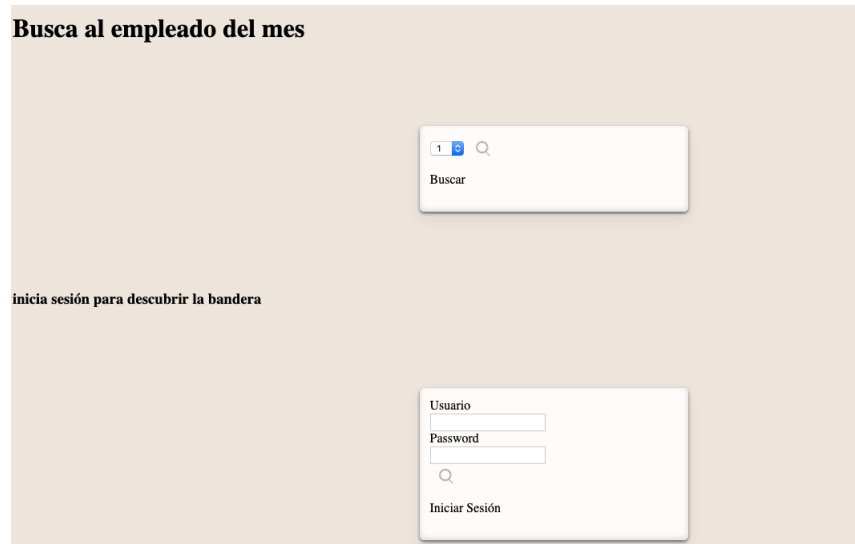 Busca al empleado del mes
1
Buscar
inicia sesión para descubrir la bandera
Usuario
Password
Iniciar Sesión